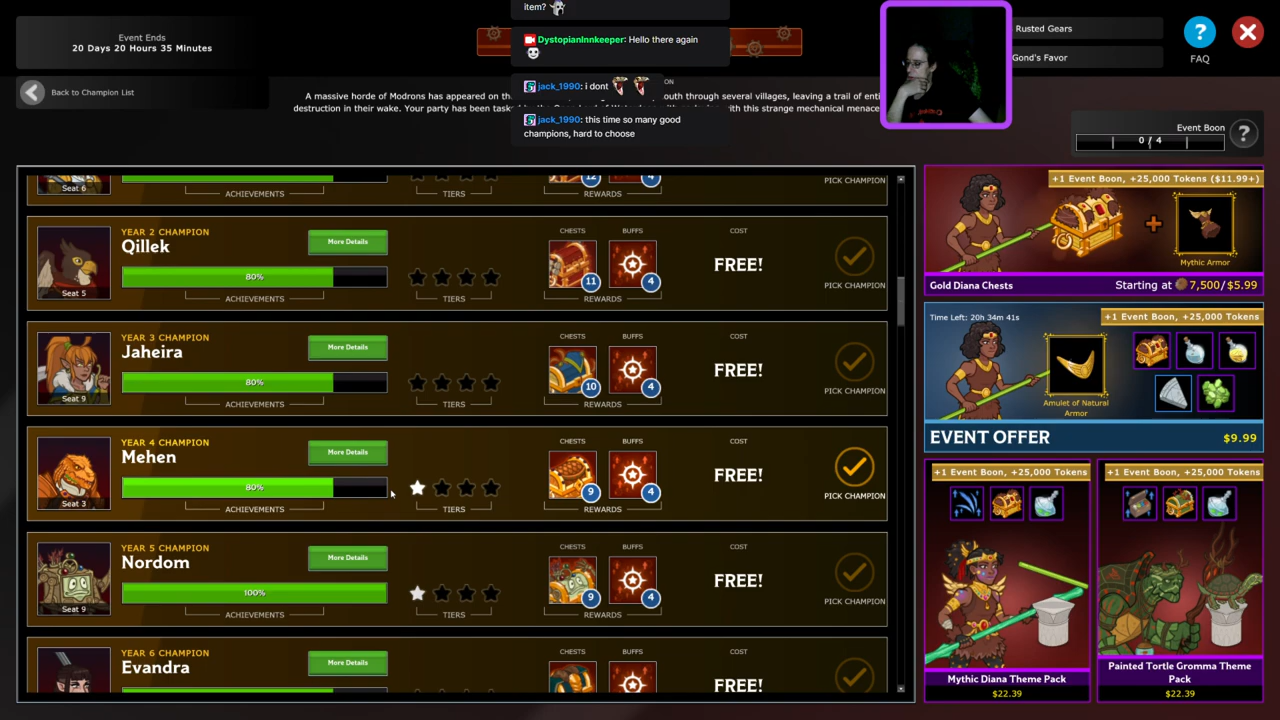 item?
Event Ends
20 Days 20 Hours 35 Minutes
DystopianInnkeeper: Hello there again
Rusted Gears
Gond's Favor
FAQ
Back to Champion List
ON
jack_1990: i dont
A massive horde of Modrons has appeared on th
outh through several villages, leaving a trail of enti
destruction in their wake. Your party has been task
with this strange mechanical menace
jack_1990: this time so many good
champions, hard to choose
Event Boon
0 / 4
?
Seat 6
ACHIEVEMENTS
TIERS
12
4
REWARDS
PICK CHAMPION
YEAR 2 CHAMPION
Qillek
More Details
Seat 5
80%
ACHIEVEMENTS
TIERS
CHESTS
BUFFS
11
4
REWARDS
COST
FREE!
PICK CHAMPION
YEAR 3 CHAMPION
Jaheira
More Details
Seat 9
80%
ACHIEVEMENTS
TIERS
CHESTS
BUFFS
10
4
REWARDS
COST
FREE!
PICK CHAMPION
YEAR 4 CHAMPION
Mehen
More Details
Seat 3
80%
ACHIEVEMENTS
TIERS
CHESTS
BUFFS
9
4
REWARDS
COST
FREE!
PICK CHAMPION
YEAR 5 CHAMPION
Nordom
More Details
Seat 9
100%
ACHIEVEMENTS
TIERS
CHESTS
BUFFS
9
4
REWARDS
COST
FREE!
PICK CHAMPION
YEAR 6 CHAMPION
Evandra
More Details
CHESTS
BUFFS
COST
FREE!
+1 Event Boon, +25,000 Tokens ($11.99+)
Mythic Armor
Gold Diana Chests
Starting at 7,500/$5.99
Time Left: 20h 34m 41s
+1 Event Boon, +25,000 Tokens
Amulet of Natural
Armor
EVENT OFFER
$9.99
+1 Event Boon, +25,000 Tokens
Mythic Diana Theme Pack
$22.39
+1 Event Boon, +25,000 Tokens
Painted Tortle Gromma Theme
Pack
$22.39